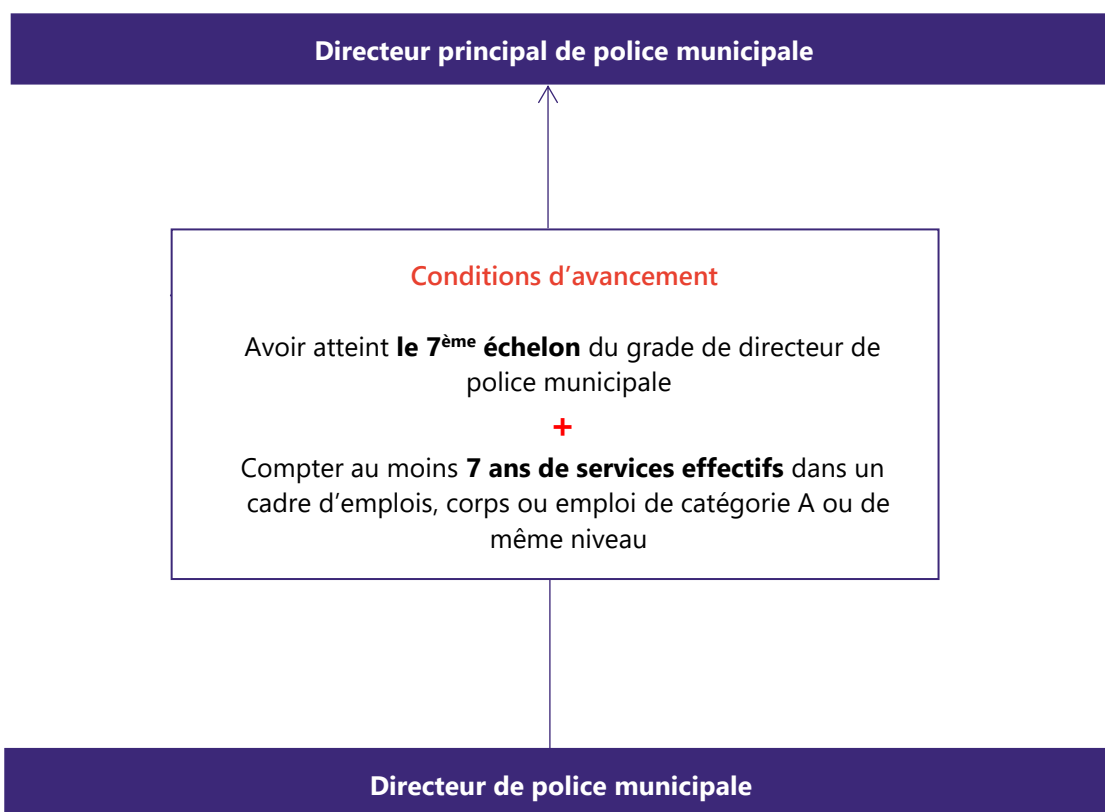 Directeur principal de police municipale
Conditions d’avancement
Avoir atteint le 7ème échelon du grade de directeur de
police municipale
+
Compter au moins 7 ans de services effectifs dans un
cadre d’emplois, corps ou emploi de catégorie A ou de
même niveau
Directeur de police municipale